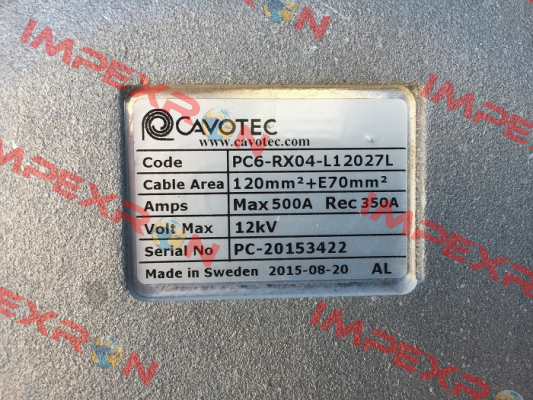 CAVOTEC
www.cavotec.com
Code PC6-RX04-L12027L
Cable Area 120mm²+E70mm²
Amps Max 500A Rec 350A
Volt Max 12kV
Serial No PC-20153422
Made in Sweden 2015-08-20 AL
IMPEXRON
IMPEXRON
IMPEXRON
IMPEXRON